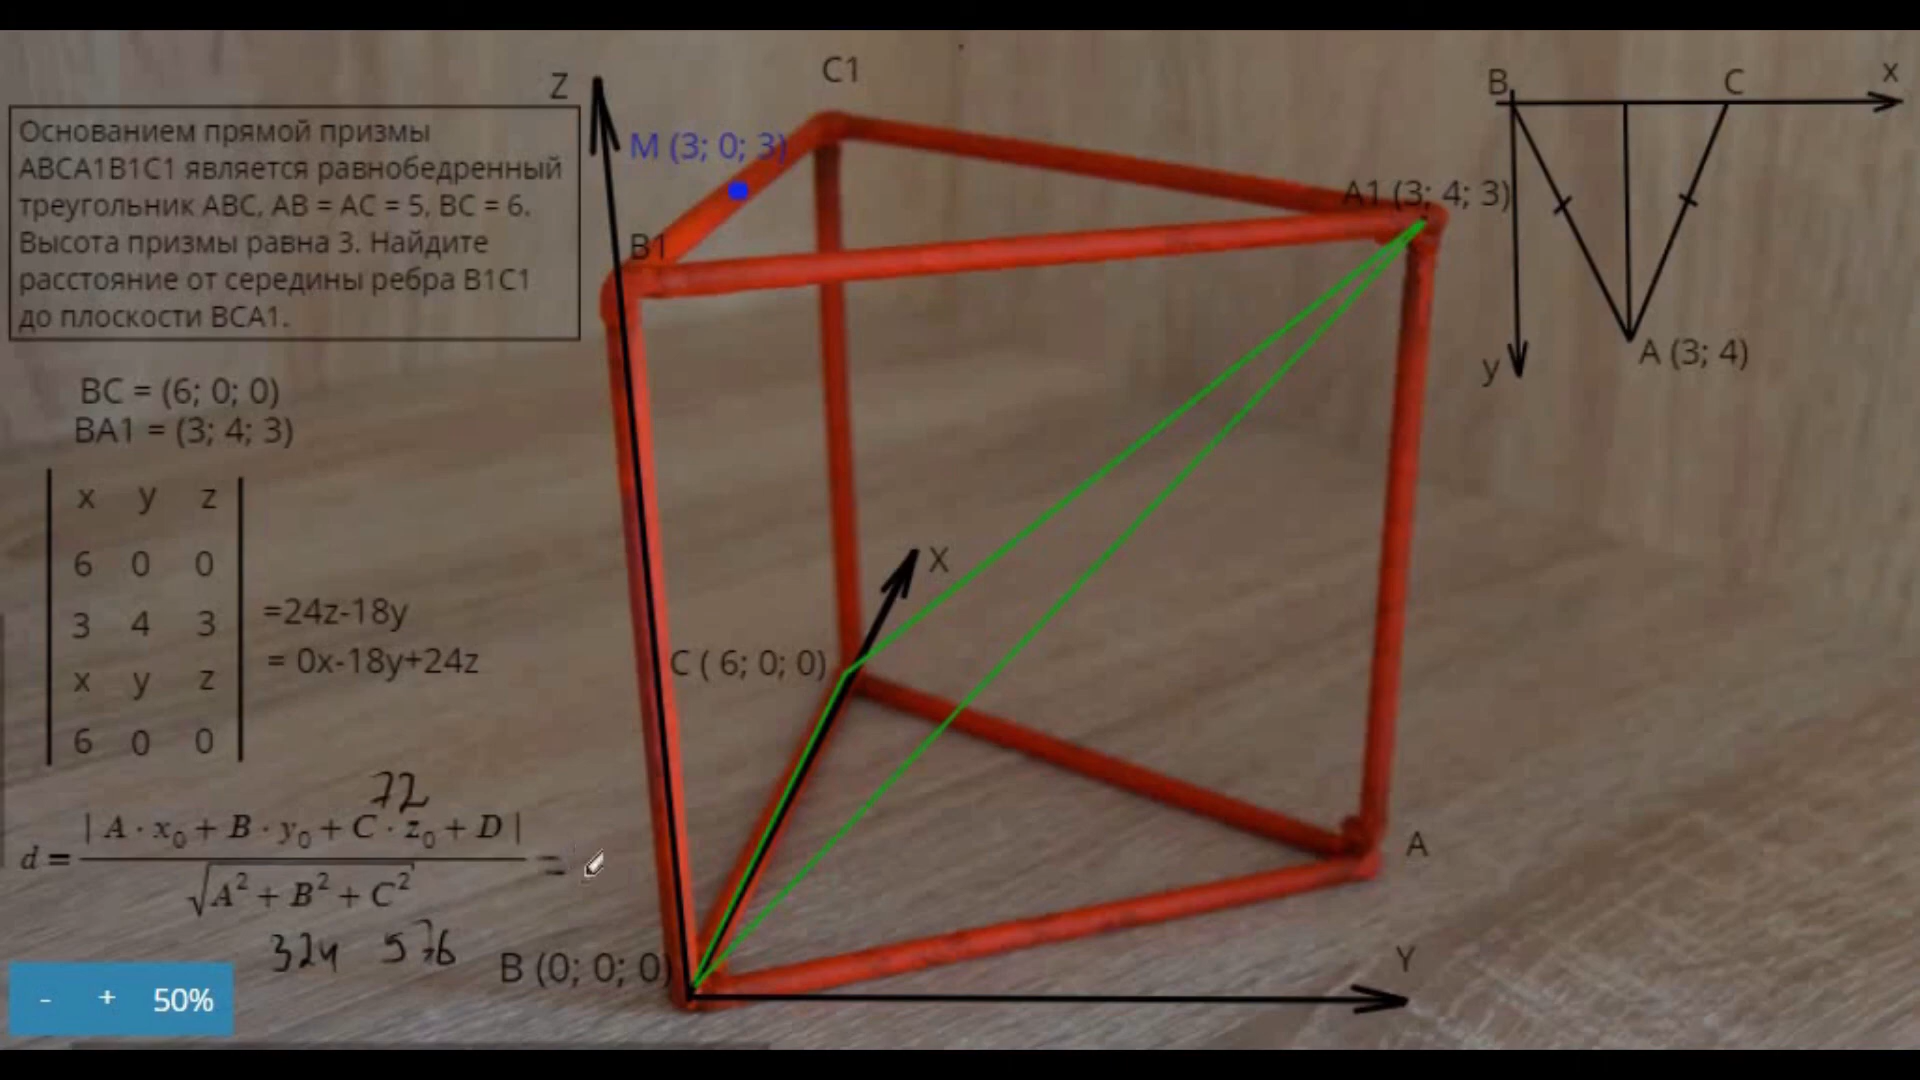 Основанием прямой призмы
ABCA1B1C1 является равнобедренный
треугольник ABC, AB = AC = 5, BC = 6.
Высота призмы равна 3. Найдите
расстояние от середины ребра B1C1
до плоскости BCA1.
BC = (6; 0; 0)
BA1 = (3; 4; 3)
x y z
6 0 0
3 4 3
x y z
6 0 0
=24z-18y
= 0x-18y+24z
72
d = | A · x₀ + B · y₀ + C · z₀ + D | / √A² + B² + C² =
324 576
- + 50%
Z
C1
M (3; 0; 3)
A1 (3; 4; 3)
B1
X
C ( 6; 0; 0)
A
B (0; 0; 0)
Y
B C x
y
A (3; 4)